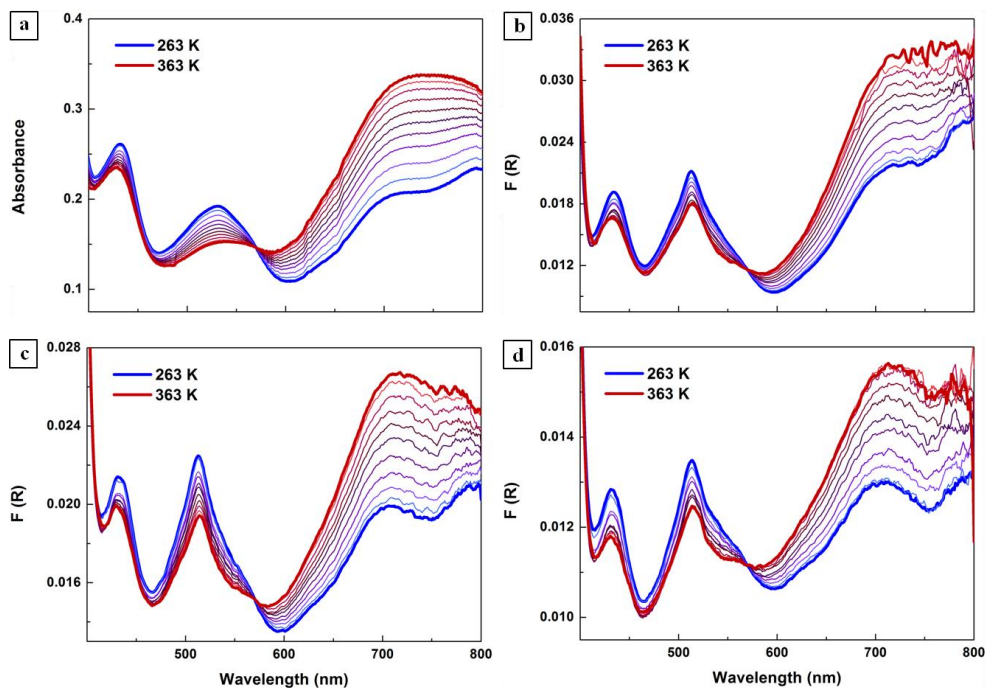 a
Absorbance
0.4
0.3
0.2
0.1
263 K
363 K
b
F (R)
0.036
0.030
0.024
0.018
0.012
263 K
363 K
c
F (R)
0.028
0.024
0.020
0.016
263 K
363 K
500 600 700 800
Wavelength (nm)
d
F (R)
0.016
0.014
0.012
0.010
263 K
363 K
500 600 700 800
Wavelength (nm)